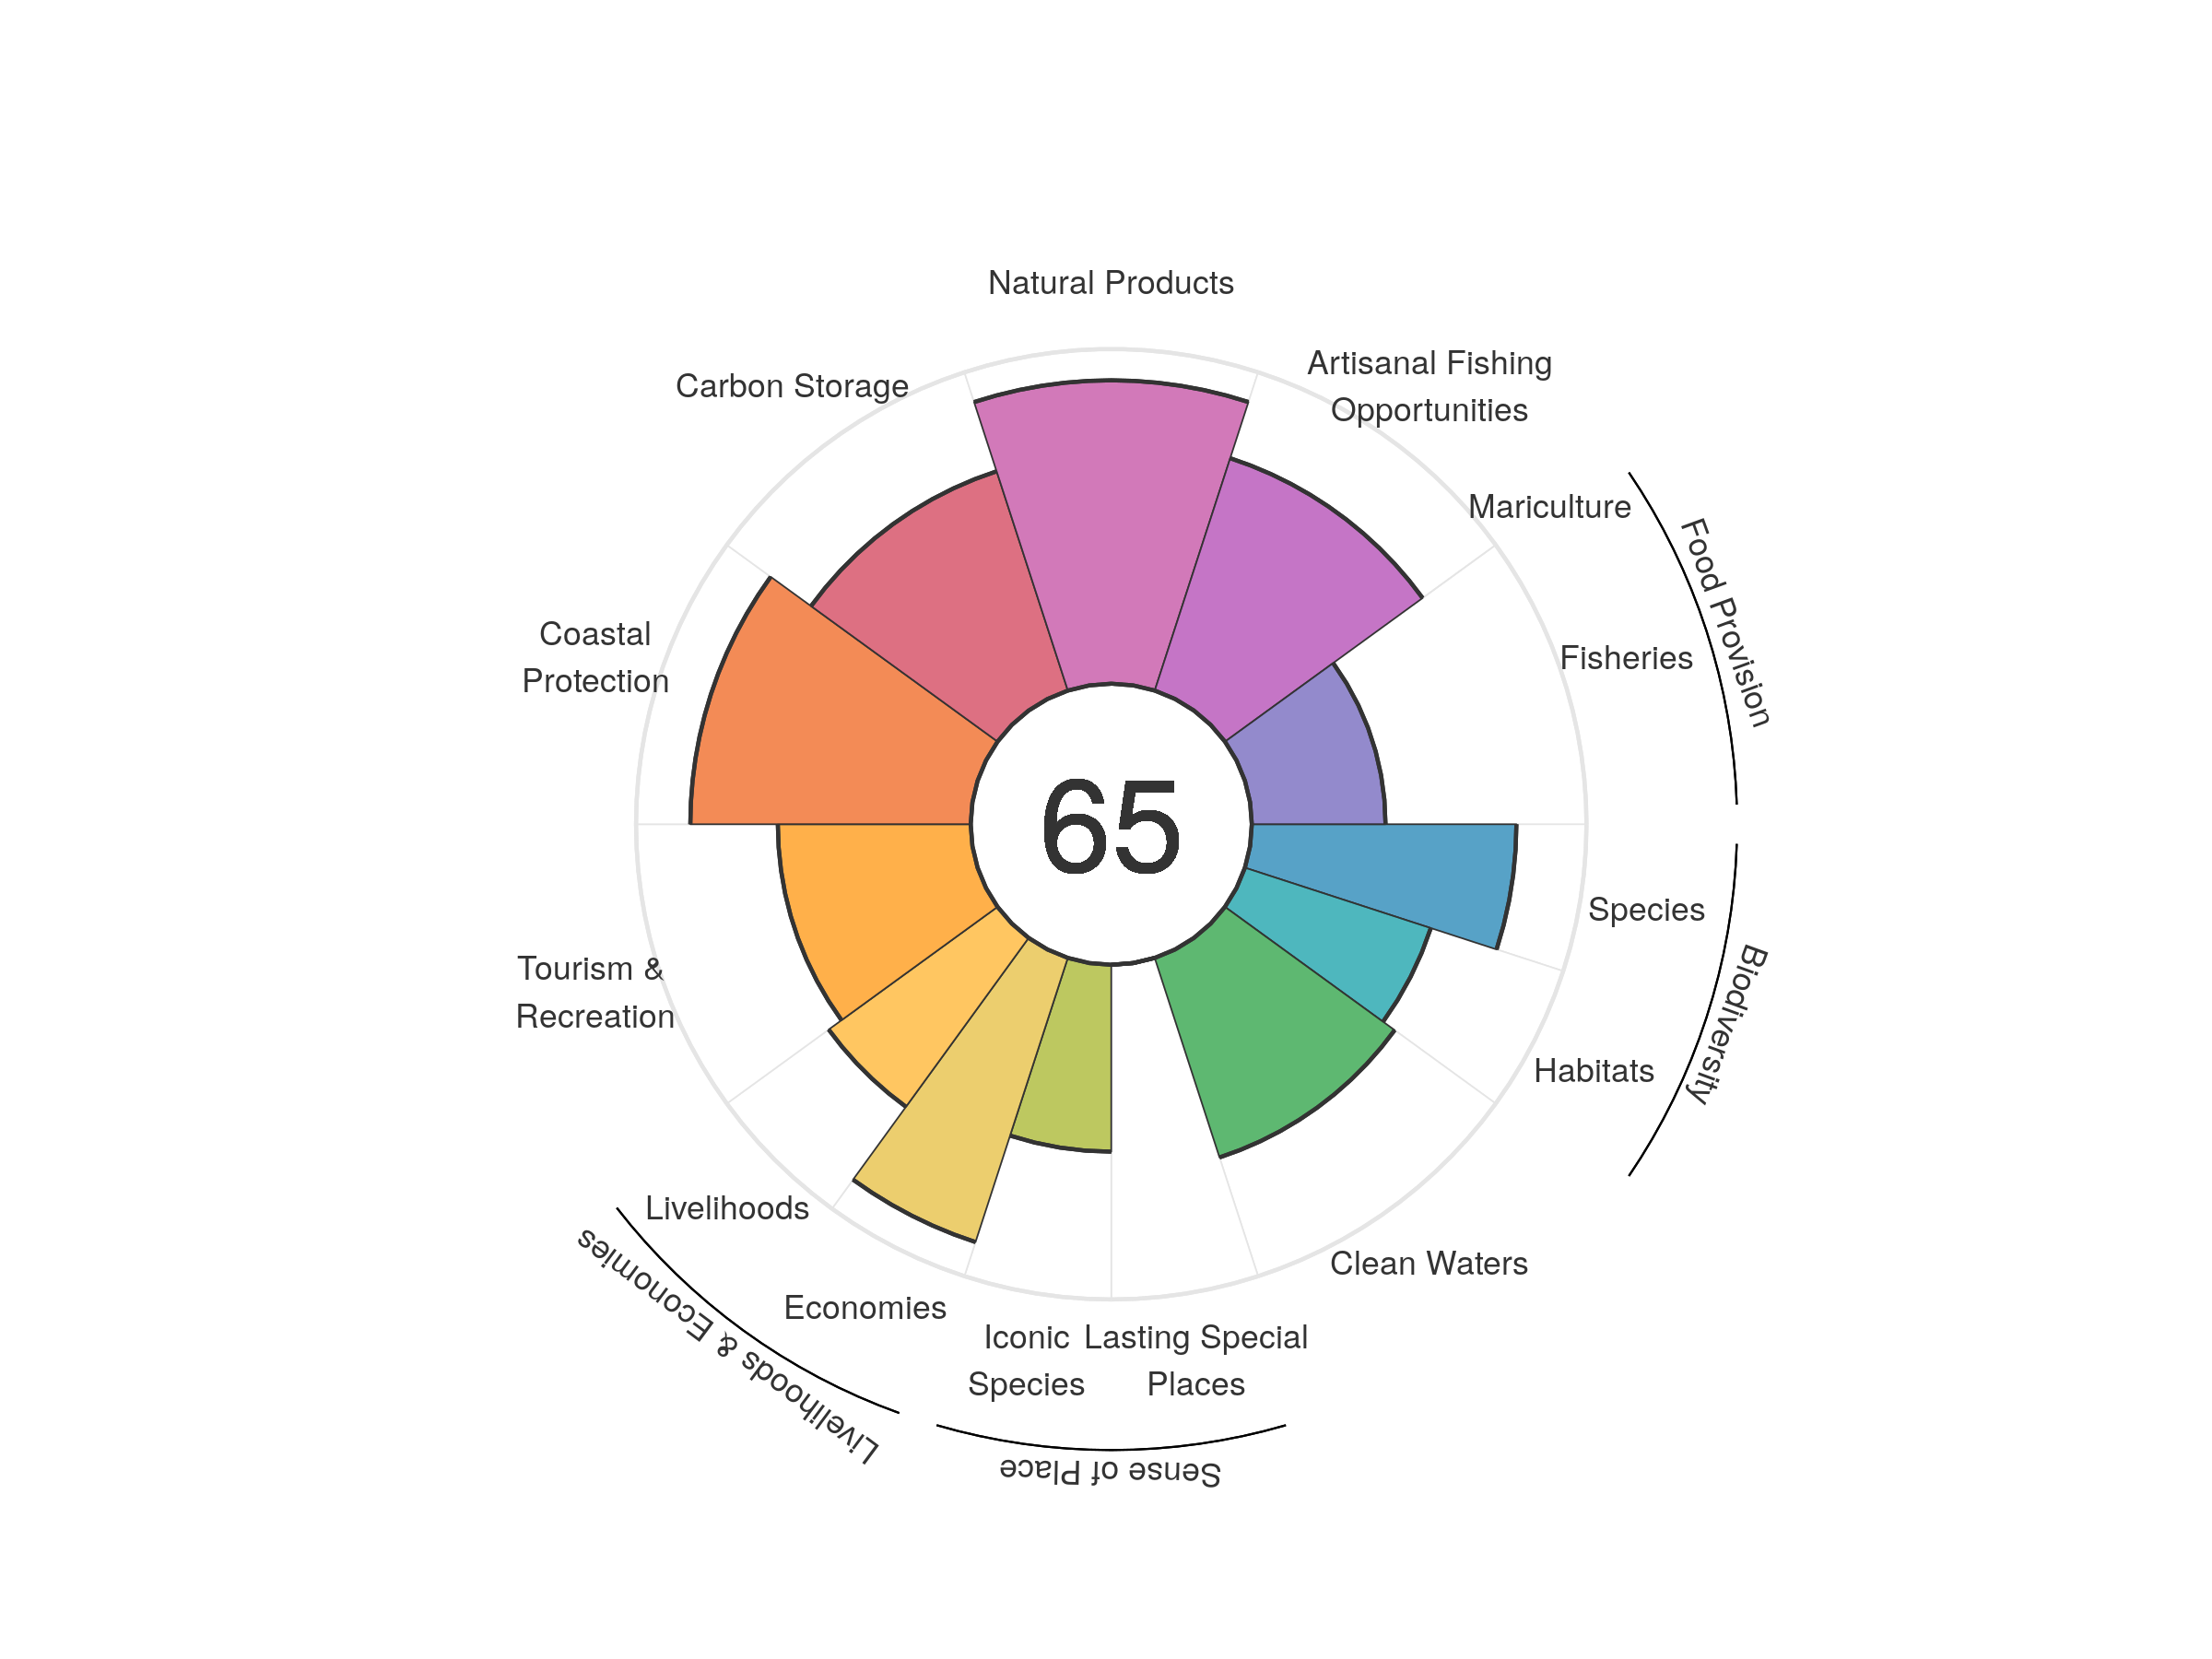 Natural Products
Artisanal Fishing
Opportunities
Carbon Storage
Mariculture
Food Provision
Fisheries
Coastal
Protection
65
Species
Biodiversity
Tourism &
Recreation
Habitats
Livelihoods
Livelihoods & Economies
Clean Waters
Economies
Iconic
Species
Lasting Special
Places
Sense of Place